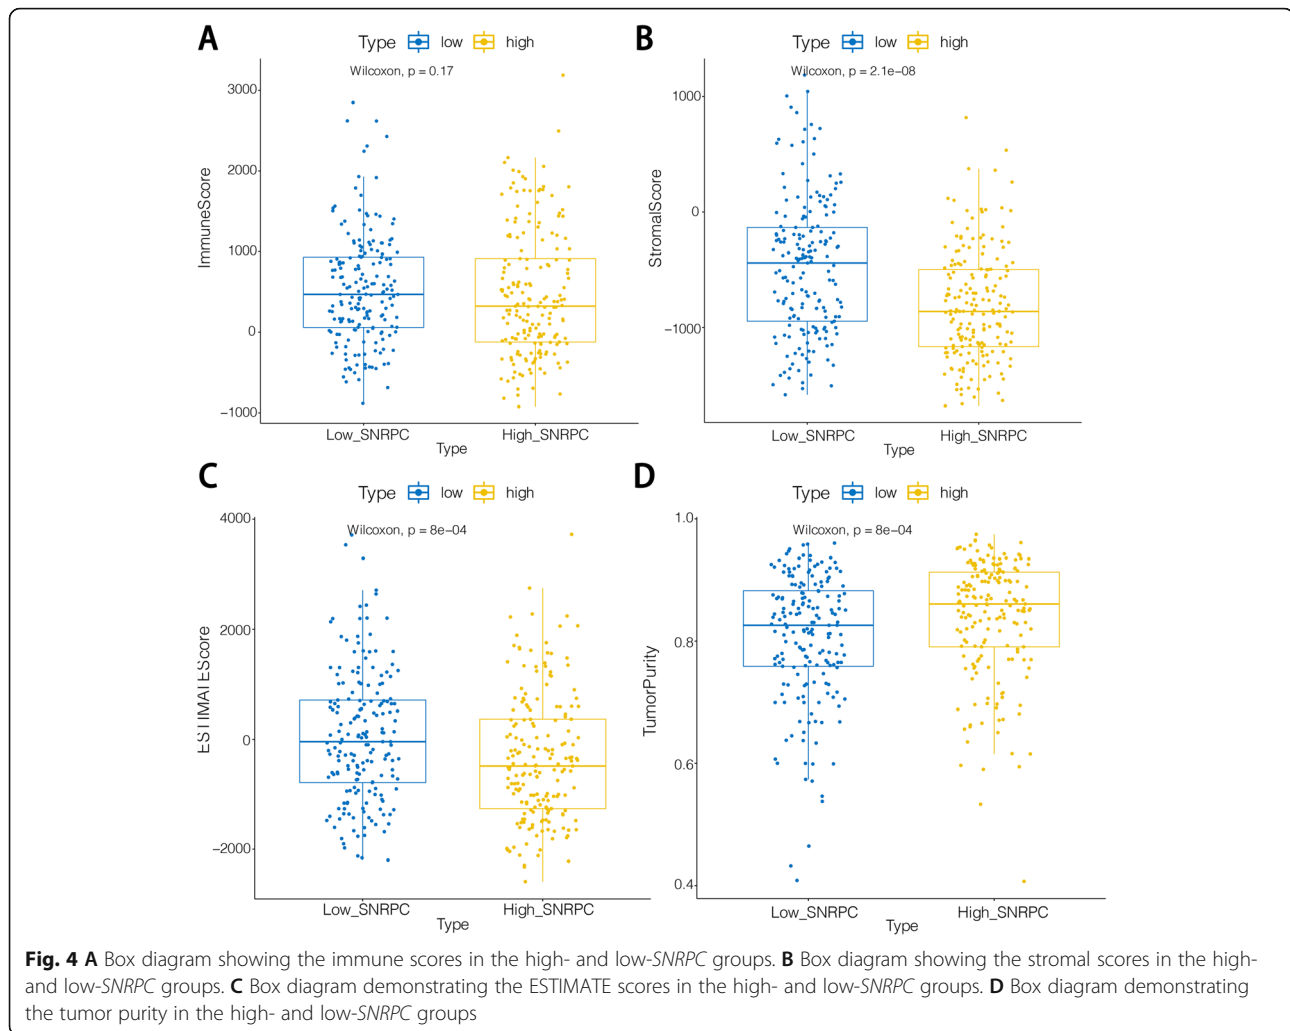 A
Type low high
Wilcoxon, p = 0.17
3000
2000
1000
0
−1000
ImmuneScore
Low_SNRPC High_SNRPC
Type
B
Type low high
Wilcoxon, p = 2.1e−08
1000
0
−1000
StromalScore
Low_SNRPC High_SNRPC
Type
C
Type low high
Wilcoxon, p = 8e−04
4000
2000
0
−2000
ESTIMATEScore
Low_SNRPC High_SNRPC
Type
D
Type low high
Wilcoxon, p = 8e−04
1.0
0.8
0.6
0.4
TumorPurity
Low_SNRPC High_SNRPC
Type
Fig. 4 A Box diagram showing the immune scores in the high- and low-SNRPC groups. B Box diagram showing the stromal scores in the high-
and low-SNRPC groups. C Box diagram demonstrating the ESTIMATE scores in the high- and low-SNRPC groups. D Box diagram demonstrating
the tumor purity in the high- and low-SNRPC groups